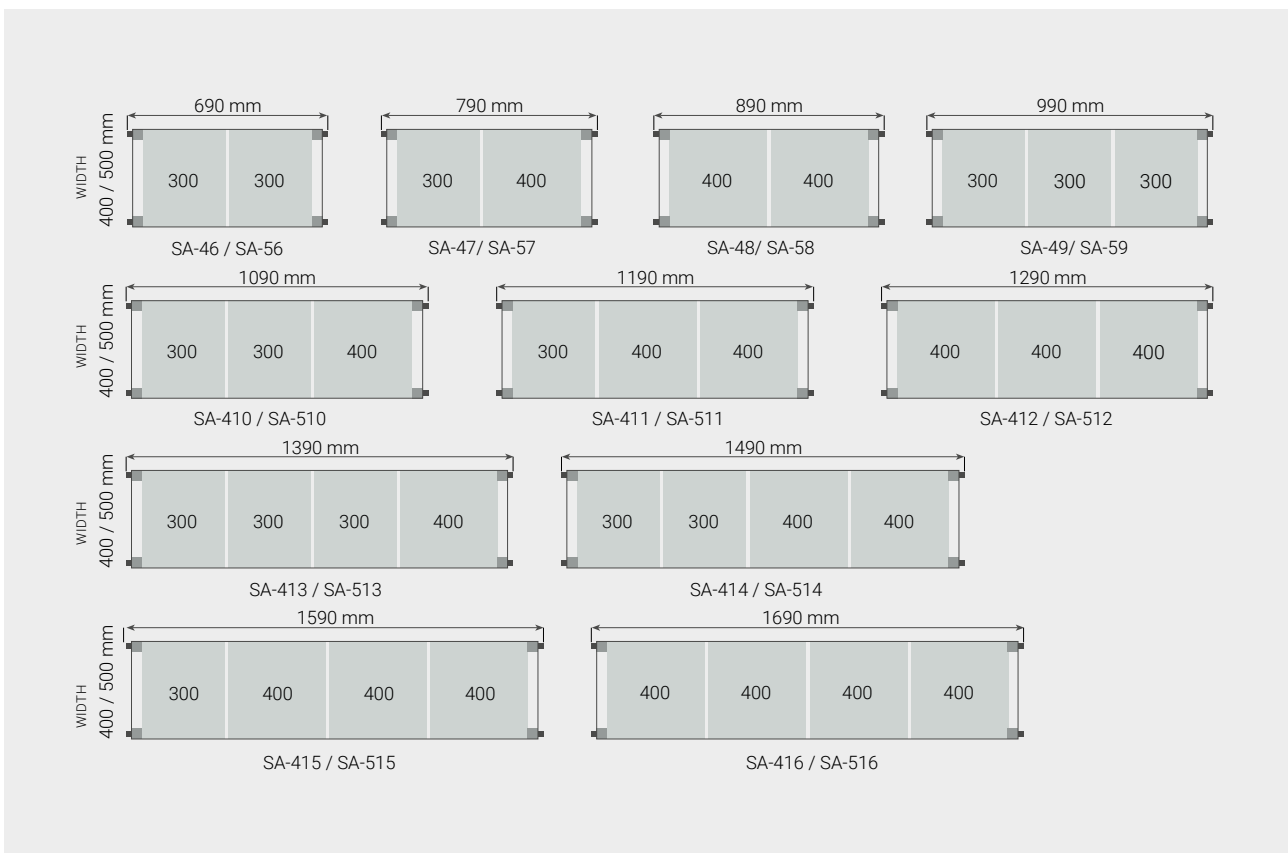 690 mm
790 mm
890 mm
990 mm
WIDTH
400 / 500 mm
300
300
300
400
400
400
300
300
300
SA-46 / SA-56
SA-47/ SA-57
SA-48/ SA-58
SA-49/ SA-59
1090 mm
1190 mm
1290 mm
WIDTH
400 / 500 mm
300
300
400
300
400
400
400
400
400
SA-410 / SA-510
SA-411 / SA-511
SA-412 / SA-512
1390 mm
1490 mm
WIDTH
400 / 500 mm
300
300
300
400
300
300
400
400
SA-413 / SA-513
SA-414 / SA-514
1590 mm
1690 mm
WIDTH
400 / 500 mm
300
400
400
400
400
400
400
400
SA-415 / SA-515
SA-416 / SA-516